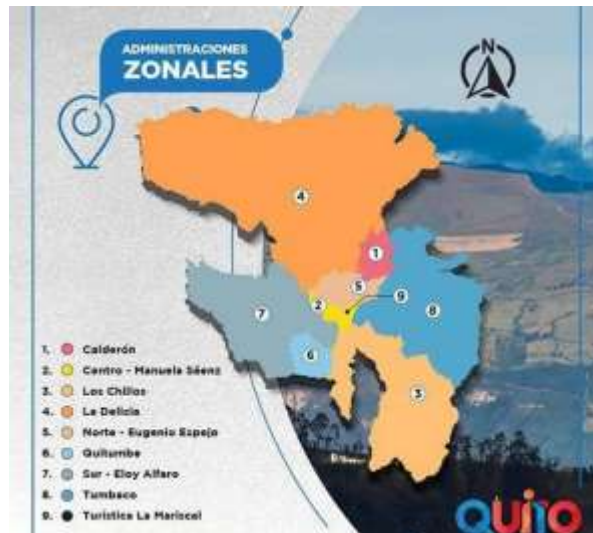 ADMINISTRACIONES
ZONALES
N
4
1
5
2
9
7
8
6
3
1. Calderón
2. Centro - Manuela Sáenz
3. Los Chillos
4. La Delicia
5. Norte - Eugenio Espejo
6. Quitumbe
7. Sur - Eloy Alfaro
8. Tumbaco
9. Turística La Mariscal
QUITO